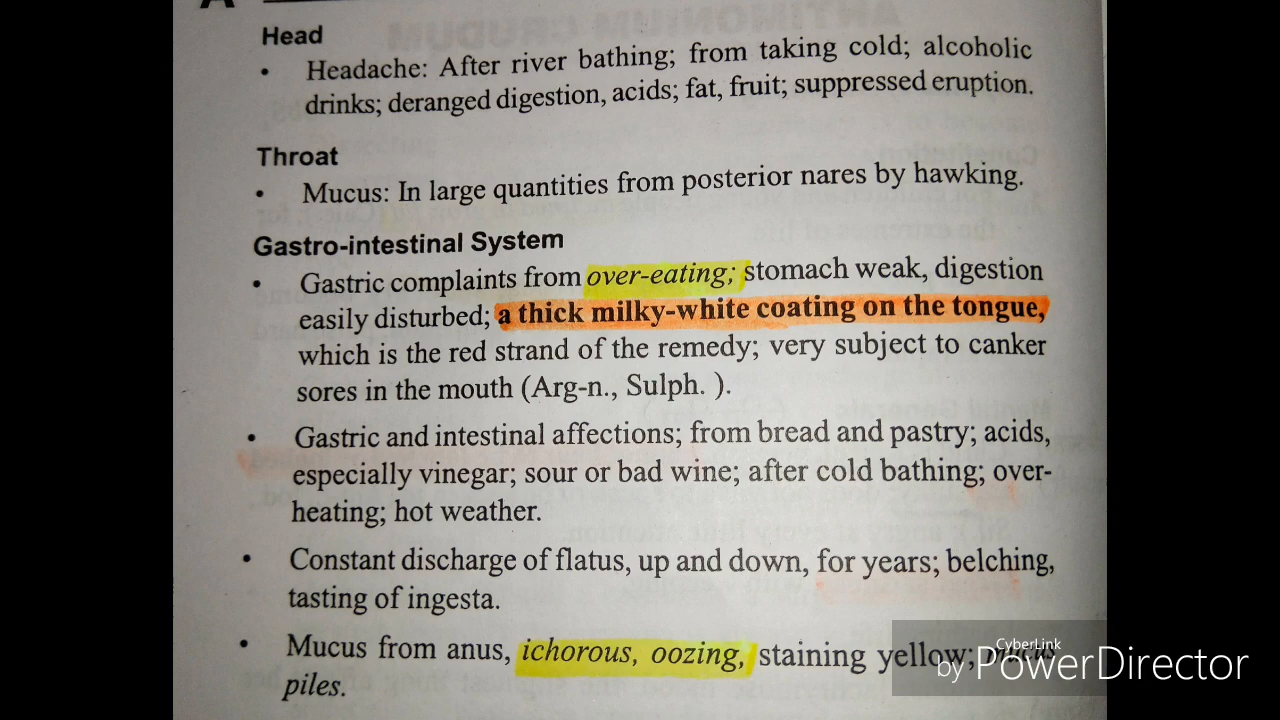 Head
• Headache: After river bathing; from taking cold; alcoholic
drinks; deranged digestion, acids; fat, fruit; suppressed eruption.
Throat
• Mucus: In large quantities from posterior nares by hawking.
Gastro-intestinal System
• Gastric complaints from over-eating; stomach weak, digestion
easily disturbed; a thick milky-white coating on the tongue,
which is the red strand of the remedy; very subject to canker
sores in the mouth (Arg-n., Sulph. ).
• Gastric and intestinal affections; from bread and pastry; acids,
especially vinegar; sour or bad wine; after cold bathing; over-
heating; hot weather.
• Constant discharge of flatus, up and down, for years; belching,
tasting of ingesta.
• Mucus from anus, ichorous, oozing, staining yellow;
piles.
CyberLink
by PowerDirector